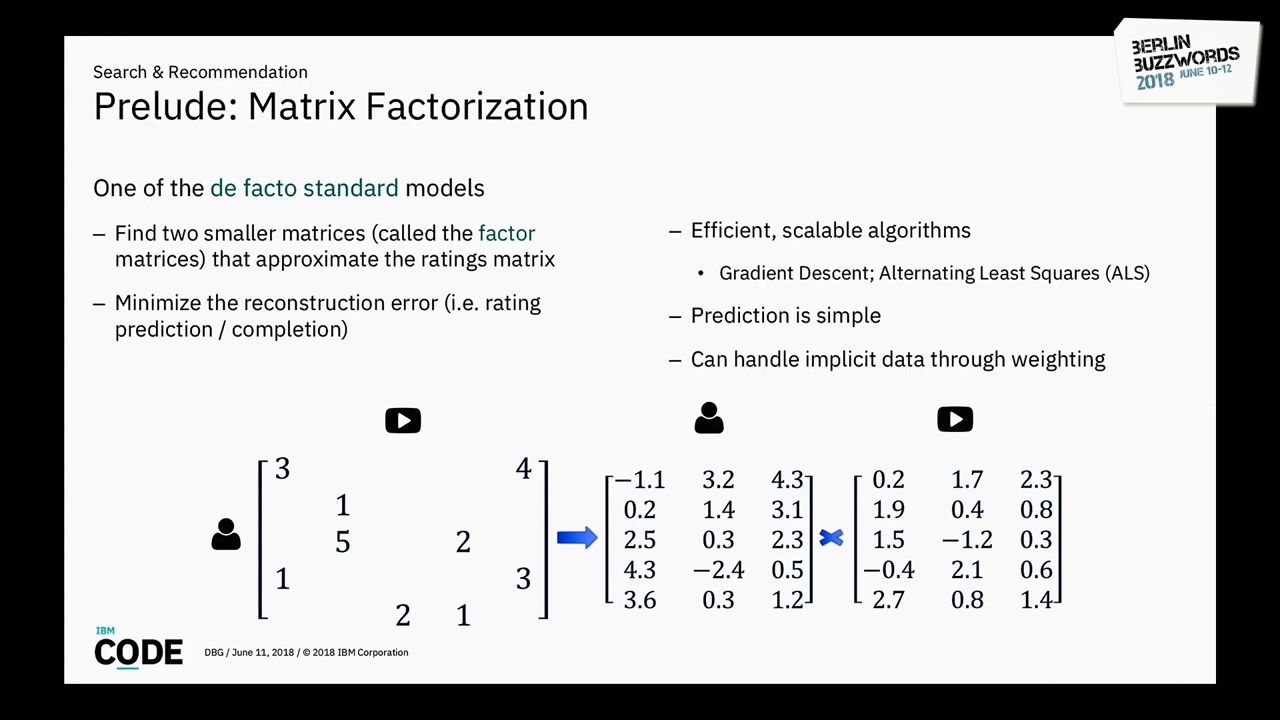 BERLIN
BUZZWORDS
2018 JUNE 10-12
Search & Recommendation
Prelude: Matrix Factorization
One of the de facto standard models
– Find two smaller matrices (called the factor
matrices) that approximate the ratings matrix
– Minimize the reconstruction error (i.e. rating
prediction / completion)
– Efficient, scalable algorithms
• Gradient Descent; Alternating Least Squares (ALS)
– Prediction is simple
– Can handle implicit data through weighting
3 4
1
5 2
1 3
2 1
−1.1 3.2 4.3
0.2 1.4 3.1
2.5 0.3 2.3
4.3 −2.4 0.5
3.6 0.3 1.2
0.2 1.7 2.3
1.9 0.4 0.8
1.5 −1.2 0.3
−0.4 2.1 0.6
2.7 0.8 1.4
IBM
CODE
DBG / June 11, 2018 / © 2018 IBM Corporation